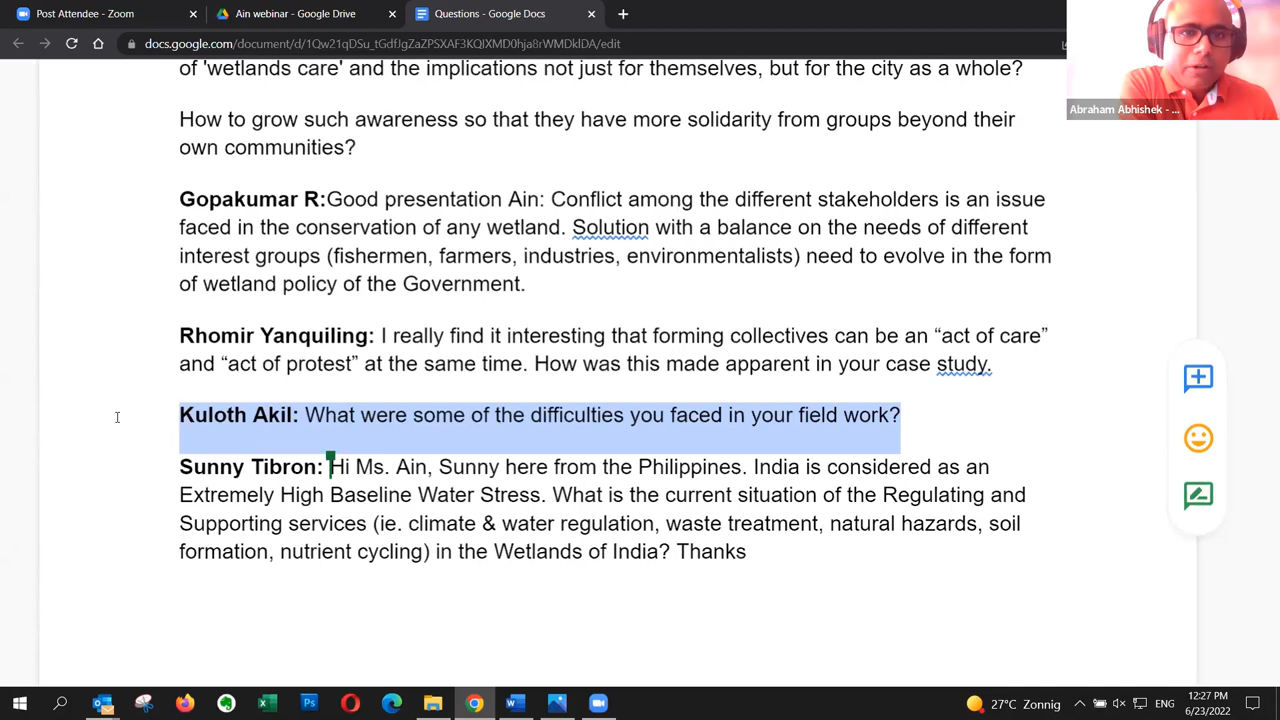 Post Attendee - Zoom
Ain webinar - Google Drive
Questions - Google Docs
docs.google.com/document/d/1Qw21qDSu_tGdfJgZaZPSXAF3KQIXMD0hja8rWMDklDA/edit
Abraham Abhishek - ...
of 'wetlands care' and the implications not just for themselves, but for the city as a whole?
How to grow such awareness so that they have more solidarity from groups beyond their
own communities?
Gopakumar R:Good presentation Ain: Conflict among the different stakeholders is an issue
faced in the conservation of any wetland. Solution with a balance on the needs of different
interest groups (fishermen, farmers, industries, environmentalists) need to evolve in the form
of wetland policy of the Government.
Rhomir Yanquiling: I really find it interesting that forming collectives can be an “act of care”
and “act of protest” at the same time. How was this made apparent in your case study.
Kuloth Akil: What were some of the difficulties you faced in your field work?
Sunny Tibron: Hi Ms. Ain, Sunny here from the Philippines. India is considered as an
Extremely High Baseline Water Stress. What is the current situation of the Regulating and
Supporting services (ie. climate & water regulation, waste treatment, natural hazards, soil
formation, nutrient cycling) in the Wetlands of India? Thanks
27°C Zonnig
ENG
12:27 PM
6/23/2022